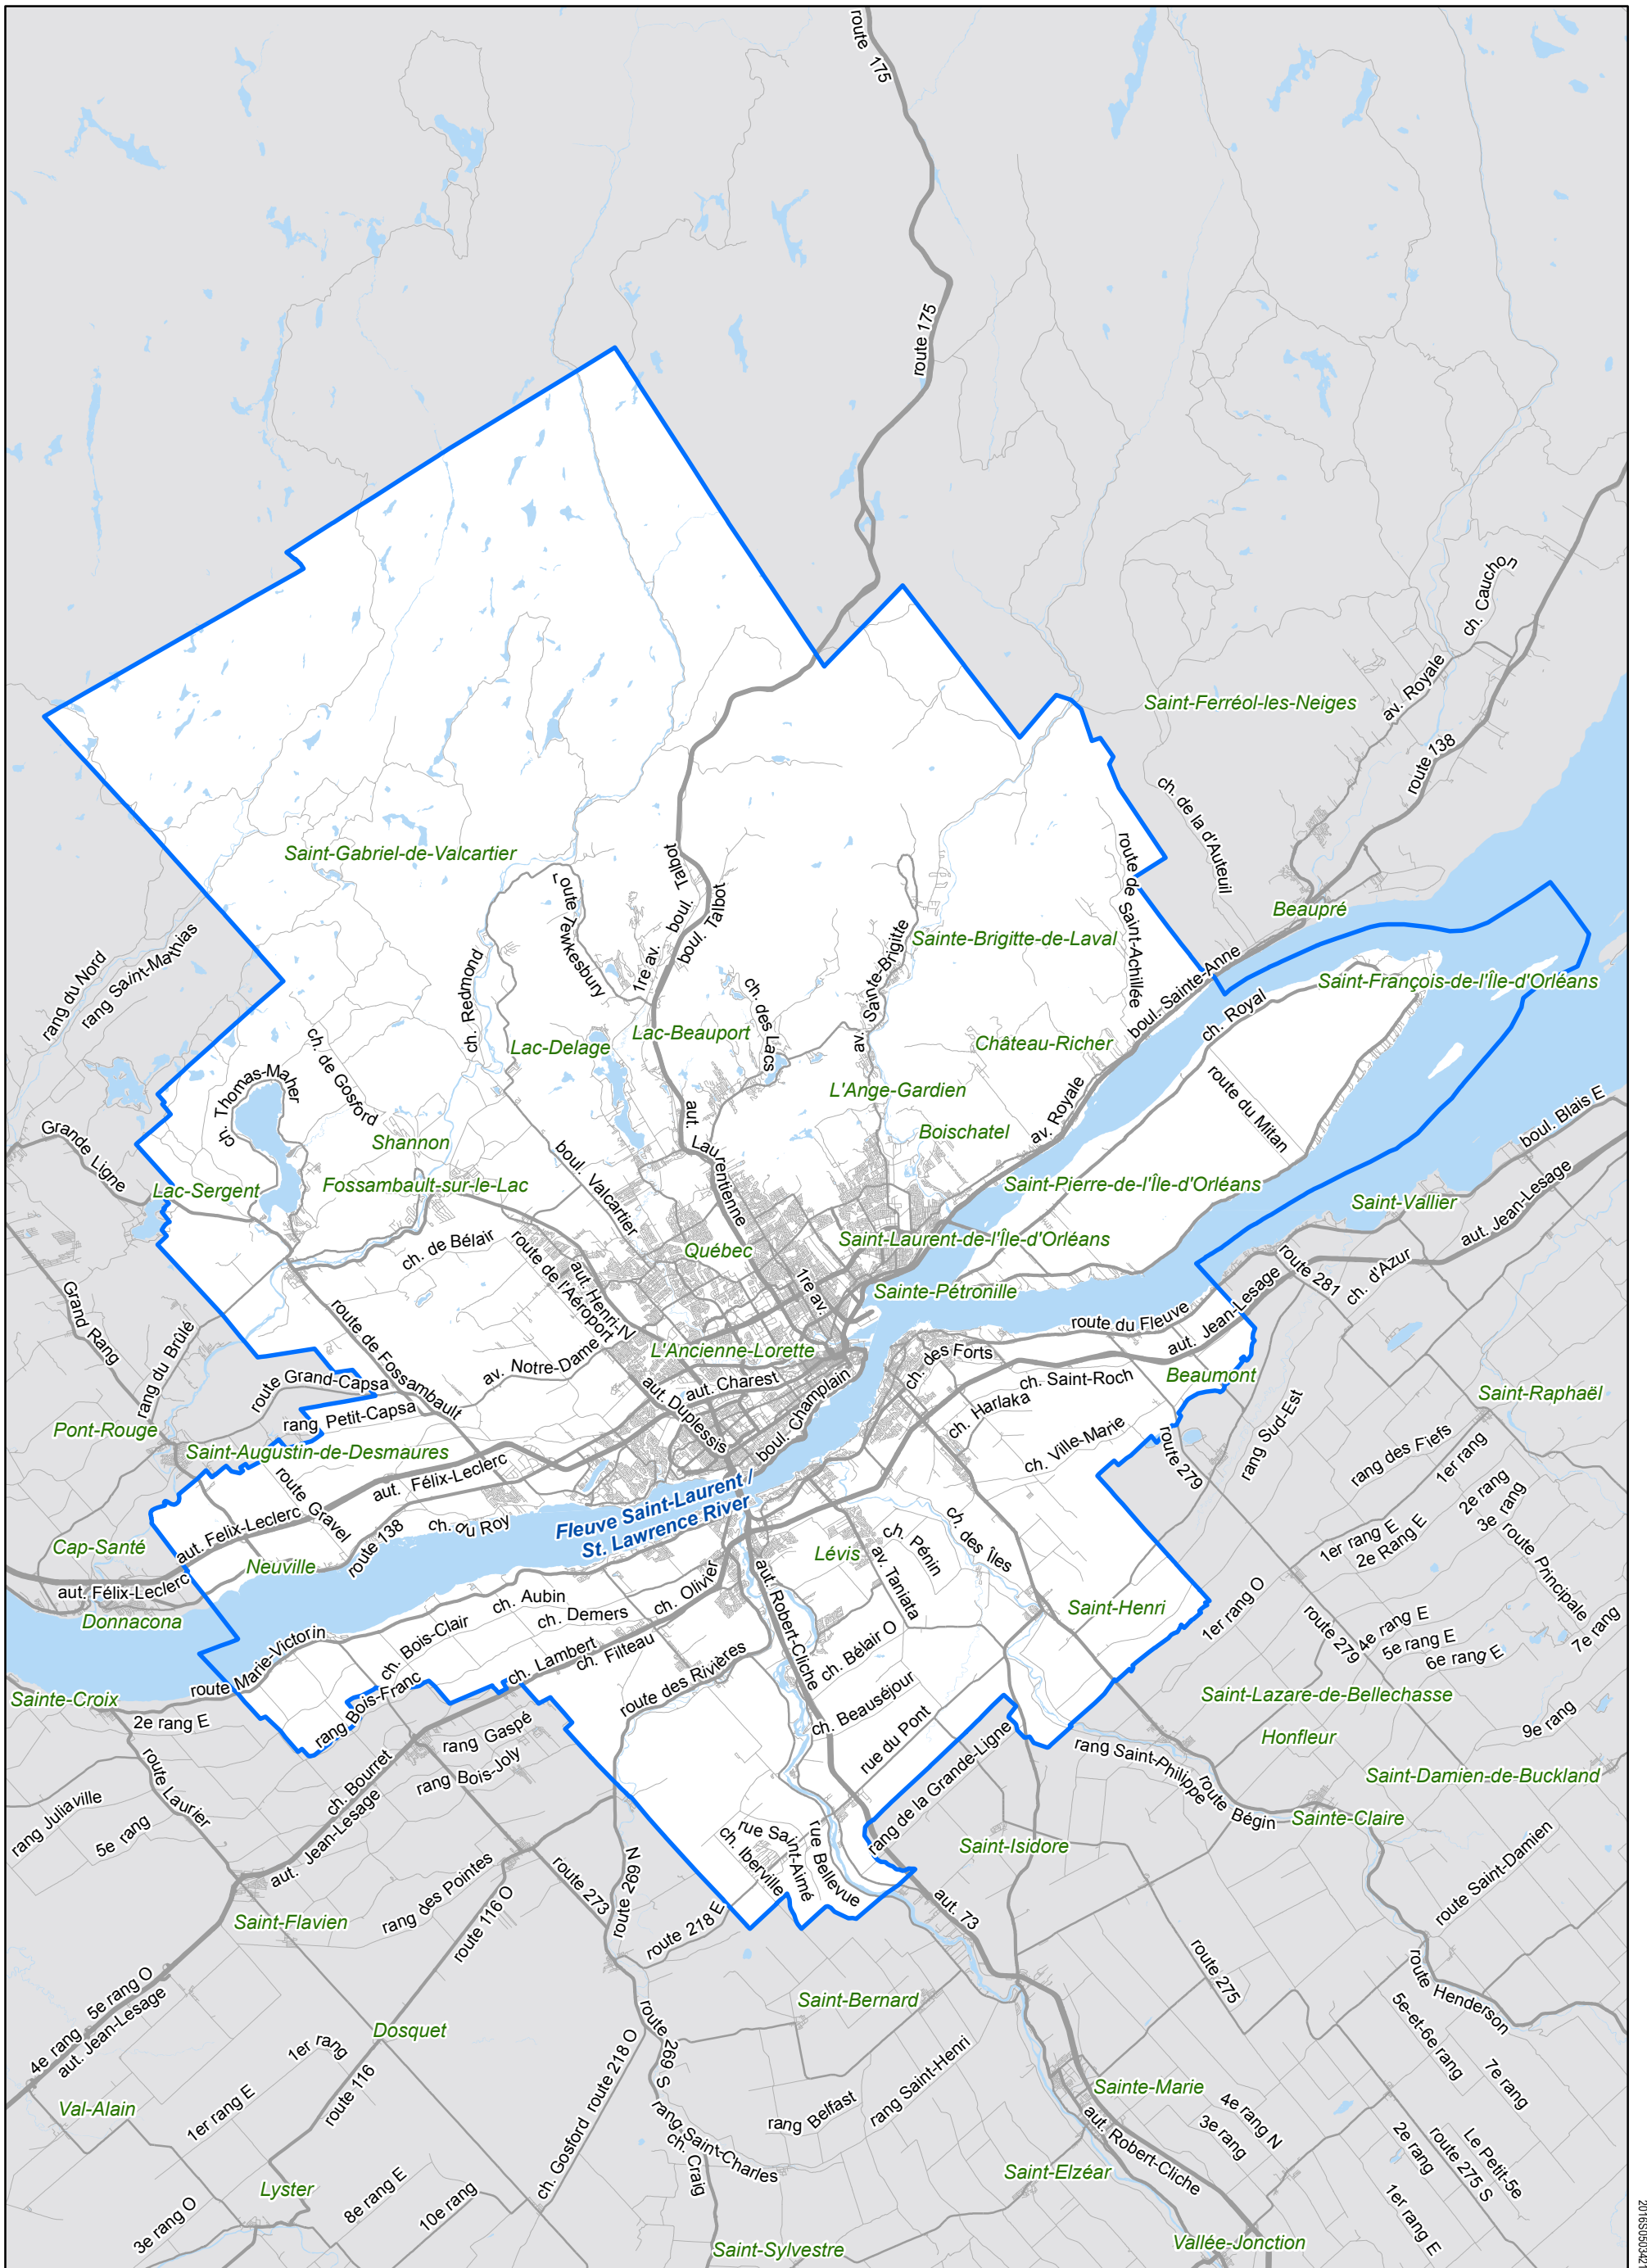 route 175
route 175
ch. Cauchon
Saint-Ferréol-les-Neiges
av. Royale
route 138
ch. de la d'Auteuil
Saint-Gabriel-de-Valcartier
boul. Talbot
boul. Talbot
route Tewkesbury
route de Saint-Achillée
Beaupré
Sainte-Brigitte-de-Laval
rang du Nord
rang Saint-Mathias
ch. Redmond
1re av.
av. Sainte-Brigitte
boul. Sainte-Anne
Saint-François-de-l'Île-d'Orléans
ch. Royal
ch. des Lacs
Lac-Beauport
Lac-Delage
Château-Richer
ch. de Gosford
ch. Thomas-Maher
L'Ange-Gardien
route du Mitan
av. Royale
Boischatel
aut. Laurentienne
Grande Ligne
Shannon
boul. Valcartier
boul. Blais E
Lac-Sergent
Fossambault-sur-le-Lac
Saint-Pierre-de-l'Île-d'Orléans
Saint-Vallier
aut. Jean-Lesage
ch. de Bélair
Québec
Saint-Laurent-de-l'Île-d'Orléans
route de l'Aéroport
aut. Henri-IV
1re av.
Sainte-Pétronille
route 281
ch. d'Azur
Grand Rang
rang du Brûlé
route de Fossambault
route du Fleuve
aut. Jean-Lesage
av. Notre-Dame
L'Ancienne-Lorette
ch. des Forts
Beaumont
route Grand-Capsa
aut. Charest
ch. Saint-Roch
Saint-Raphaël
rang Petit-Capsa
aut. Duplessis
boul. Champlain
ch. Harlaka
Pont-Rouge
Saint-Augustin-de-Desmaures
ch. Ville-Marie
route 279
rang Sud-Est
rang des Fiefs
1er rang
2e rang
3e rang
route Principale
aut. Félix-Leclerc
route Gravel
Fleuve Saint-Laurent /
St. Lawrence River
aut. Felix-Leclerc
route 138
ch. du Roy
Cap-Santé
Neuville
Lévis
ch. Pénin
ch. des Îles
1er rang E
2e Rang E
aut. Félix-Leclerc
Donnacona
ch. Aubin
ch. Olivier
av. Taniata
aut. Robert-Cliche
Saint-Henri
1er rang O
route 279
4e rang E
5e rang E
6e rang E
7e rang
ch. Demers
ch. Bois-Clair
route Marie-Victorin
ch. Lambert
ch. Filteau
ch. Bélair O
route des Rivières
Sainte-Croix
2e rang E
rang Bois-Franc
ch. Beauséjour
Saint-Lazare-de-Bellechasse
rang Gaspé
rang Bois-Joly
rue du Pont
rang de la Grande-Ligne
Honfleur
9e rang
route Laurier
ch. Bourret
rang Saint-Philippe
route Bégin
Saint-Damien-de-Buckland
rang Juliaville
5e rang
aut. Jean-Lesage
Saint-Isidore
Sainte-Claire
rue Saint-Aimé
ch. Iberville
rue Bellevue
route Saint-Damien
rang des Pointes
route 116 O
route 273
route 269 N
Saint-Flavien
route 218 E
aut. 73
route 275
4e rang
5e rang O
aut. Jean-Lesage
Saint-Bernard
route Henderson
5e-et-6e rang
Dosquet
1er rang
route 269 S
7e rang
Val-Alain
1er rang E
route 116
ch. Gosford
route 218 O
rang Belfast
rang Saint-Henri
Sainte-Marie
4e rang N
3e rang
rang Saint-Charles
ch. Craig
aut. Robert-Cliche
2e rang
route 275 S
Le Petit-5e
Saint-Elzéar
Lyster
8e rang E
10e rang
3e rang O
1er rang E
Saint-Sylvestre
Vallée-Jonction